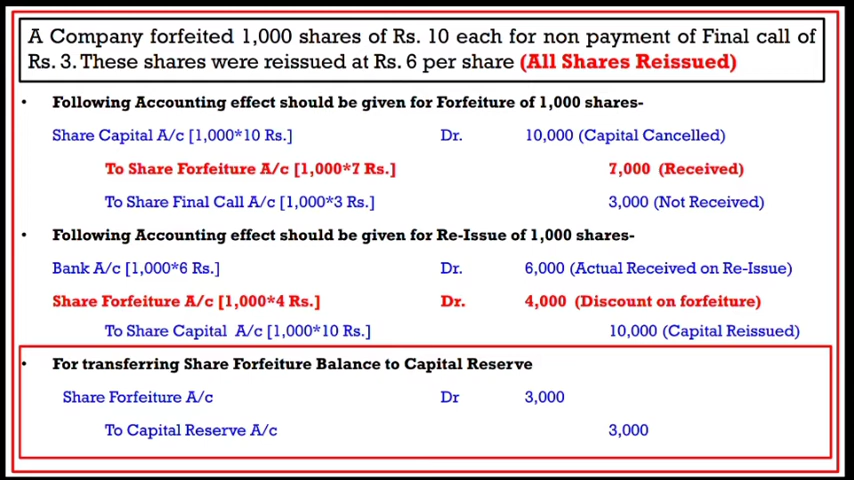 A Company forfeited 1,000 shares of Rs. 10 each for non payment of Final call of
Rs. 3. These shares were reissued at Rs. 6 per share (All Shares Reissued)
• Following Accounting effect should be given for Forfeiture of 1,000 shares-
Share Capital A/c [1,000*10 Rs.] Dr. 10,000 (Capital Cancelled)
To Share Forfeiture A/c [1,000*7 Rs.] 7,000 (Received)
To Share Final Call A/c [1,000*3 Rs.] 3,000 (Not Received)
• Following Accounting effect should be given for Re-Issue of 1,000 shares-
Bank A/c [1,000*6 Rs.] Dr. 6,000 (Actual Received on Re-Issue)
Share Forfeiture A/c [1,000*4 Rs.] Dr. 4,000 (Discount on forfeiture)
To Share Capital A/c [1,000*10 Rs.] 10,000 (Capital Reissued)
• For transferring Share Forfeiture Balance to Capital Reserve
Share Forfeiture A/c Dr 3,000
To Capital Reserve A/c 3,000